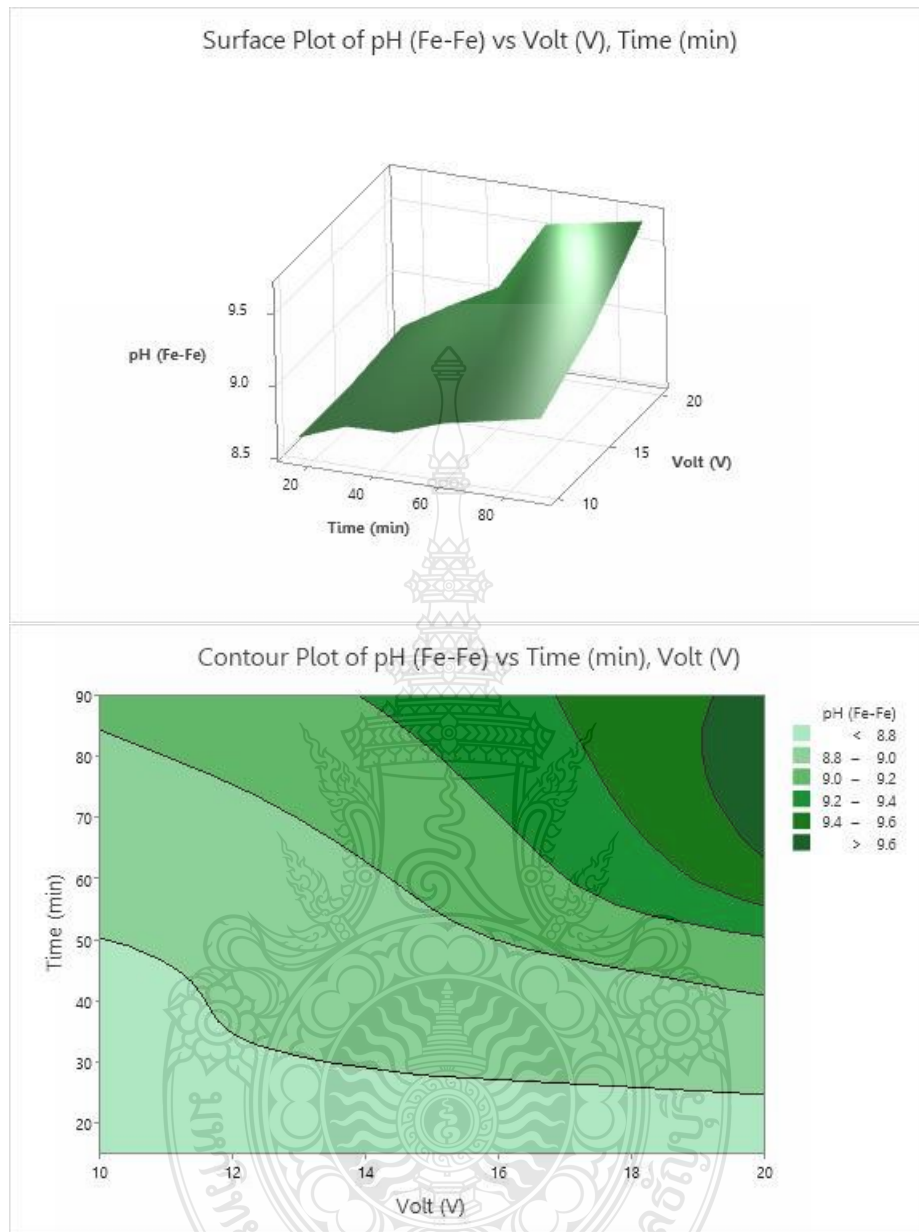 Surface Plot of pH (Fe-Fe) vs Volt (V), Time (min)
9.5
pH (Fe-Fe)
9.0
8.5
20
40
60
80
Time (min)
10
15
20
Volt (V)
Contour Plot of pH (Fe-Fe) vs Time (min), Volt (V)
90
80
70
60
50
40
30
20
Time (min)
10
12
14
16
18
20
Volt (V)
pH (Fe-Fe)
< 8.8
8.8 – 9.0
9.0 – 9.2
9.2 – 9.4
9.4 – 9.6
> 9.6